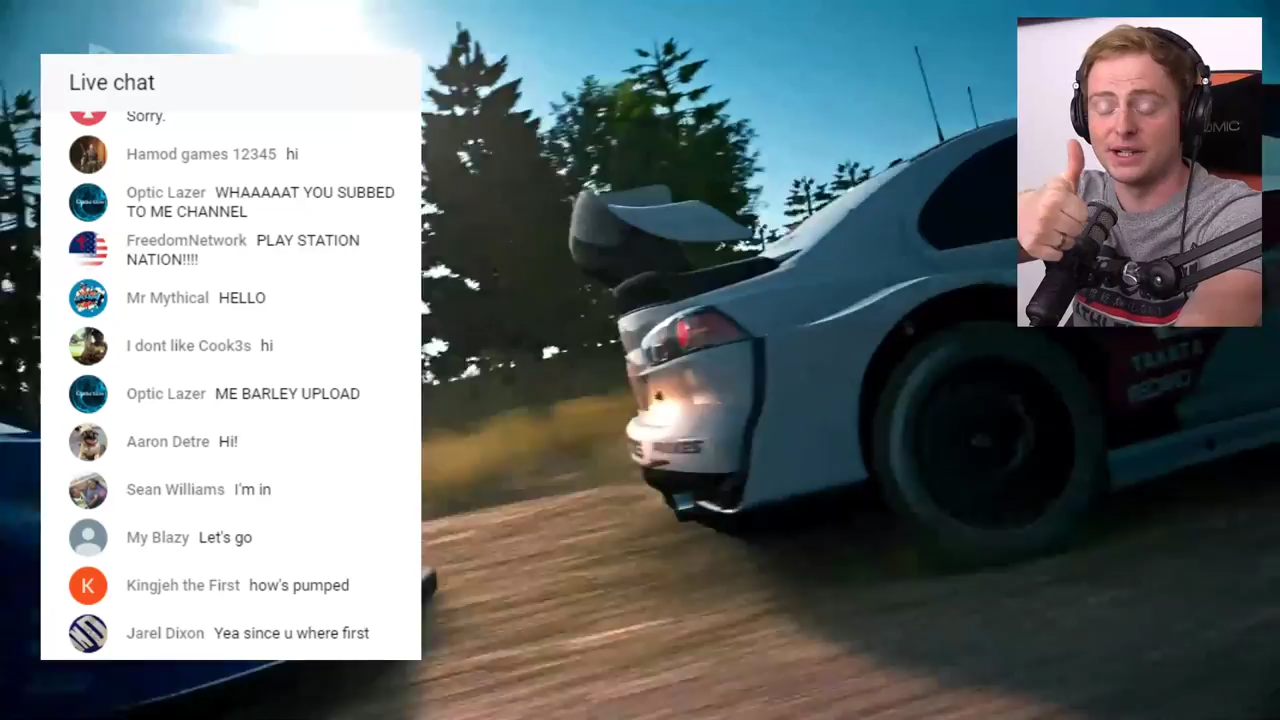 Live chat
Sorry.
Hamod games 12345 hi
Optic Lazer WHAAAAAT YOU SUBBED
TO ME CHANNEL
FreedomNetwork PLAY STATION
NATION!!!!
Mr Mythical HELLO
I dont like Cook3s hi
Optic Lazer ME BARLEY UPLOAD
Aaron Detre Hi!
Sean Williams I'm in
My Blazy Let's go
K
Kingjeh the First how's pumped
Jarel Dixon Yea since u where first
TAKATA